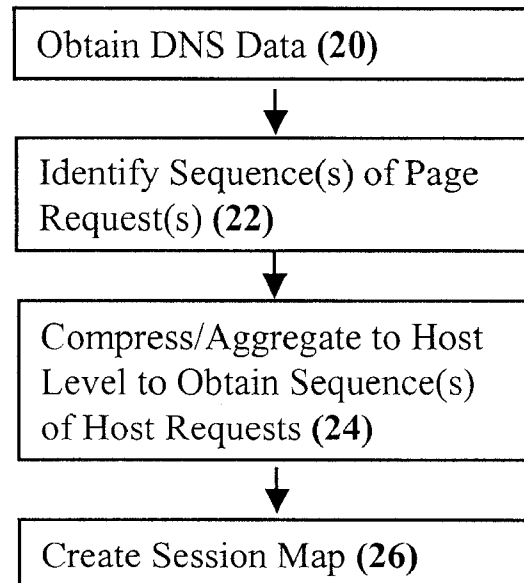 Obtain DNS Data (20)
Identify Sequence(s) of Page
Request(s) (22)
Compress/Aggregate to Host
Level to Obtain Sequence(s)
of Host Requests (24)
Create Session Map (26)